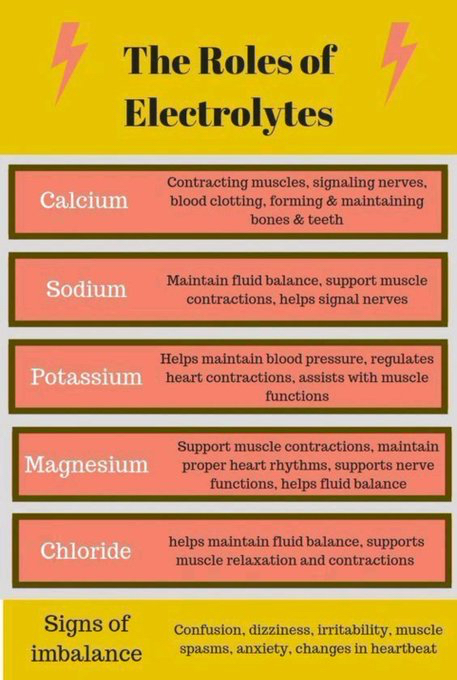 The Roles of
Electrolytes
Calcium
Contracting muscles, signaling nerves,
blood clotting, forming & maintaining
bones & teeth
Sodium
Maintain fluid balance, support muscle
contractions, helps signal nerves
Potassium
Helps maintain blood pressure, regulates
heart contractions, assists with muscle
functions
Magnesium
Support muscle contractions, maintain
proper heart rhythms, supports nerve
functions, helps fluid balance
Chloride
helps maintain fluid balance, supports
muscle relaxation and contractions
Signs of
imbalance
Confusion, dizziness, irritability, muscle
spasms, anxiety, changes in heartbeat